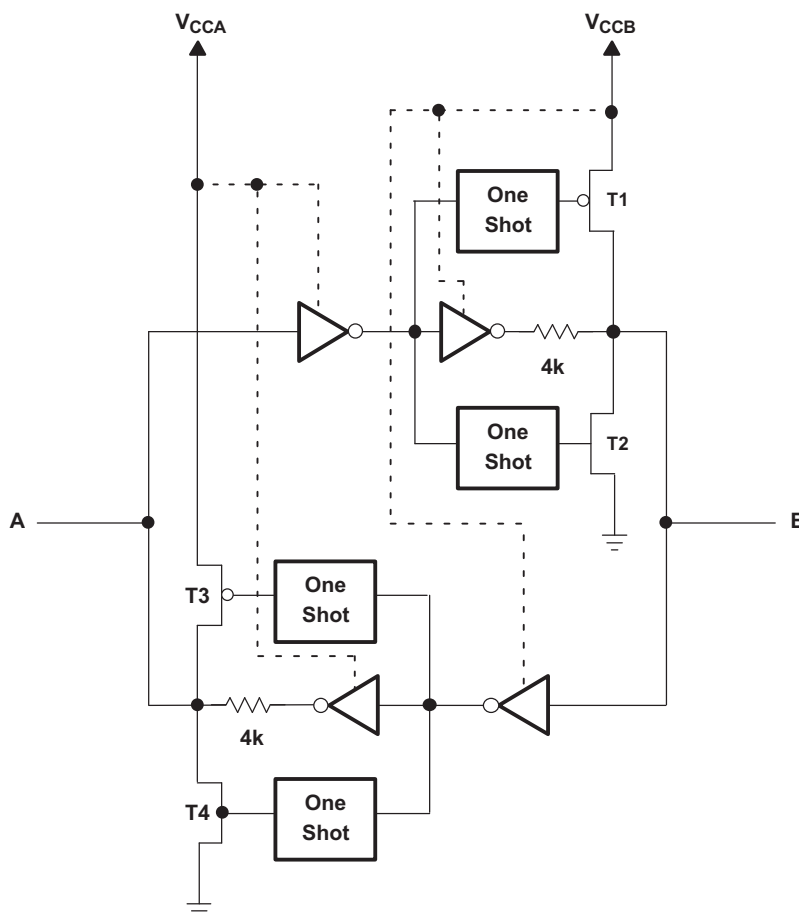 VCCA
VCCB
One
Shot
T1
4k
One
Shot
T2
A
B
T3
One
Shot
4k
T4
One
Shot